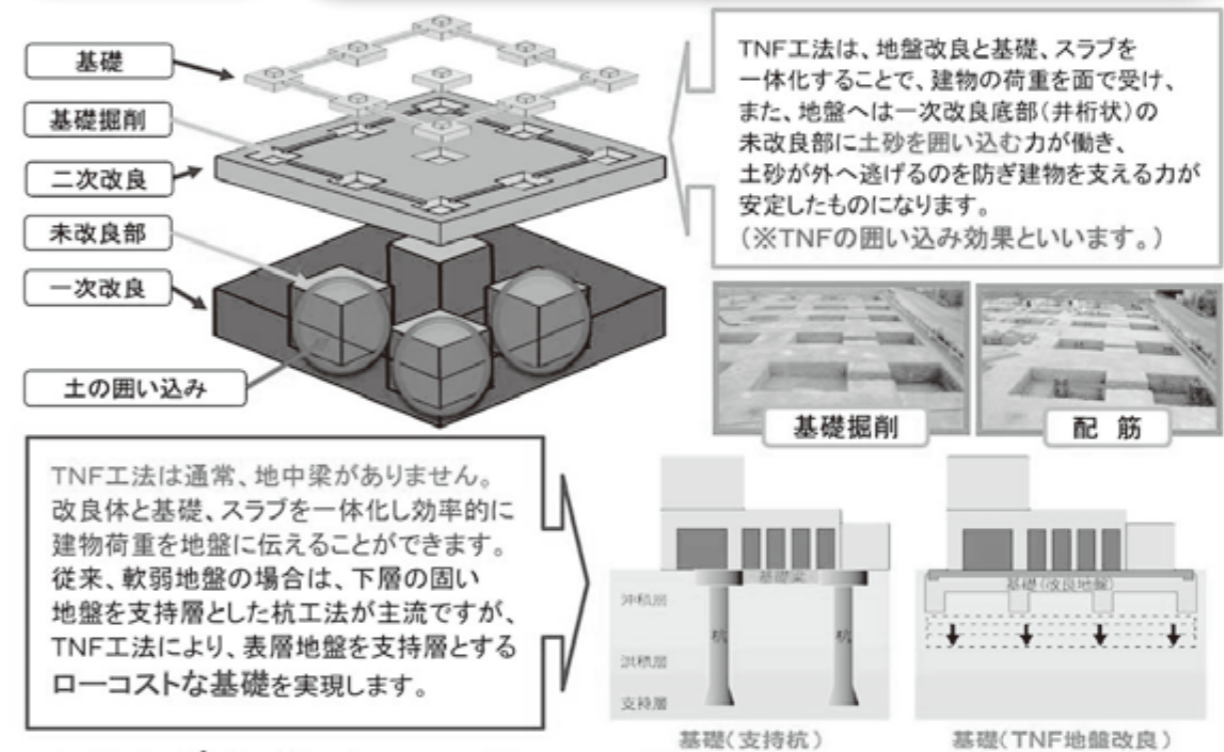 基礎
基礎掘削
二次改良
未改良部
一次改良
土の囲い込み
TNF工法は、地盤改良と基礎、スラブを
一体化することで、建物の荷重を面で受け、
また、地盤へは一次改良底部(井桁状)の
未改良部に土砂を囲い込む力が働き、
土砂が外へ逃げるのを防ぎ建物を支える力が
安定したものになります。
(※TNFの囲い込み効果といいます。)
基礎掘削
配 筋
TNF工法は通常、地中梁がありません。
改良体と基礎、スラブを一体化し効率的に
建物荷重を地盤に伝えることができます。
従来、軟弱地盤の場合は、下層の固い
地盤を支持層とした杭工法が主流ですが、
TNF工法により、表層地盤を支持層とする
ローコストな基礎を実現します。
基礎梁
沖積層
杭
杭
洪積層
支持層
基礎(支持杭)
基礎(改良地盤)
基礎(TNF地盤改良)